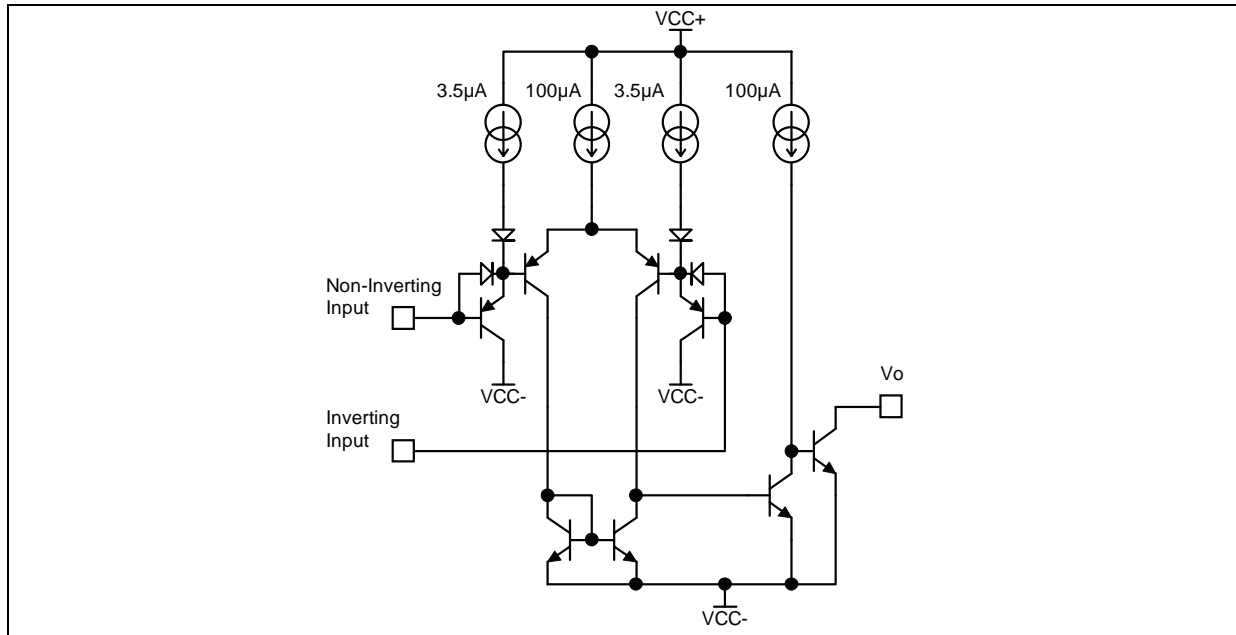 VCC+
3.5µA
100µA
3.5µA
100µA
Non-Inverting
Input
VCC-
VCC-
Vo
Inverting
Input
VCC-